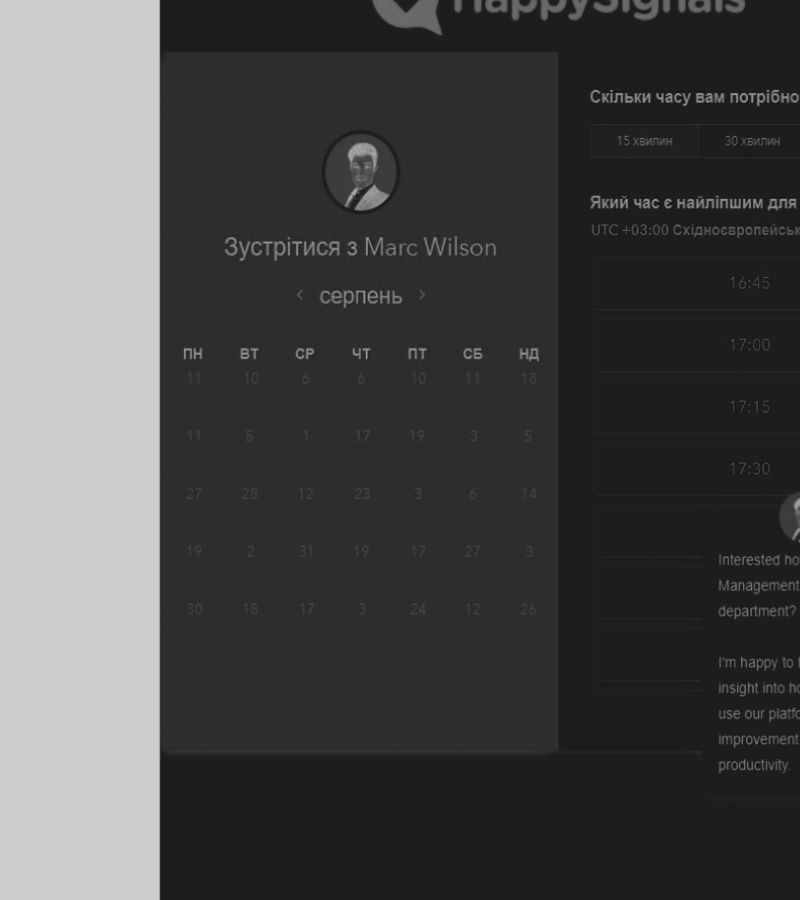 HappySignals
Зустрітися з Marc Wilson
‹ серпень ›
ПН ВТ СР ЧТ ПТ СБ НД
11 10 6 6 10 11 18
11 5 1 17 19 3 5
27 28 12 23 3 6 14
19 2 31 19 17 27 3
30 18 17 3 24 12 26
Скільки часу вам потрібно
15 хвилин 30 хвилин
Який час є найліпшим для
UTC +03:00 Східноєвропейськ
16:45
17:00
17:15
17:30
Interested ho
Management
department?
I'm happy to
insight into ho
use our platfo
improvement
productivity.